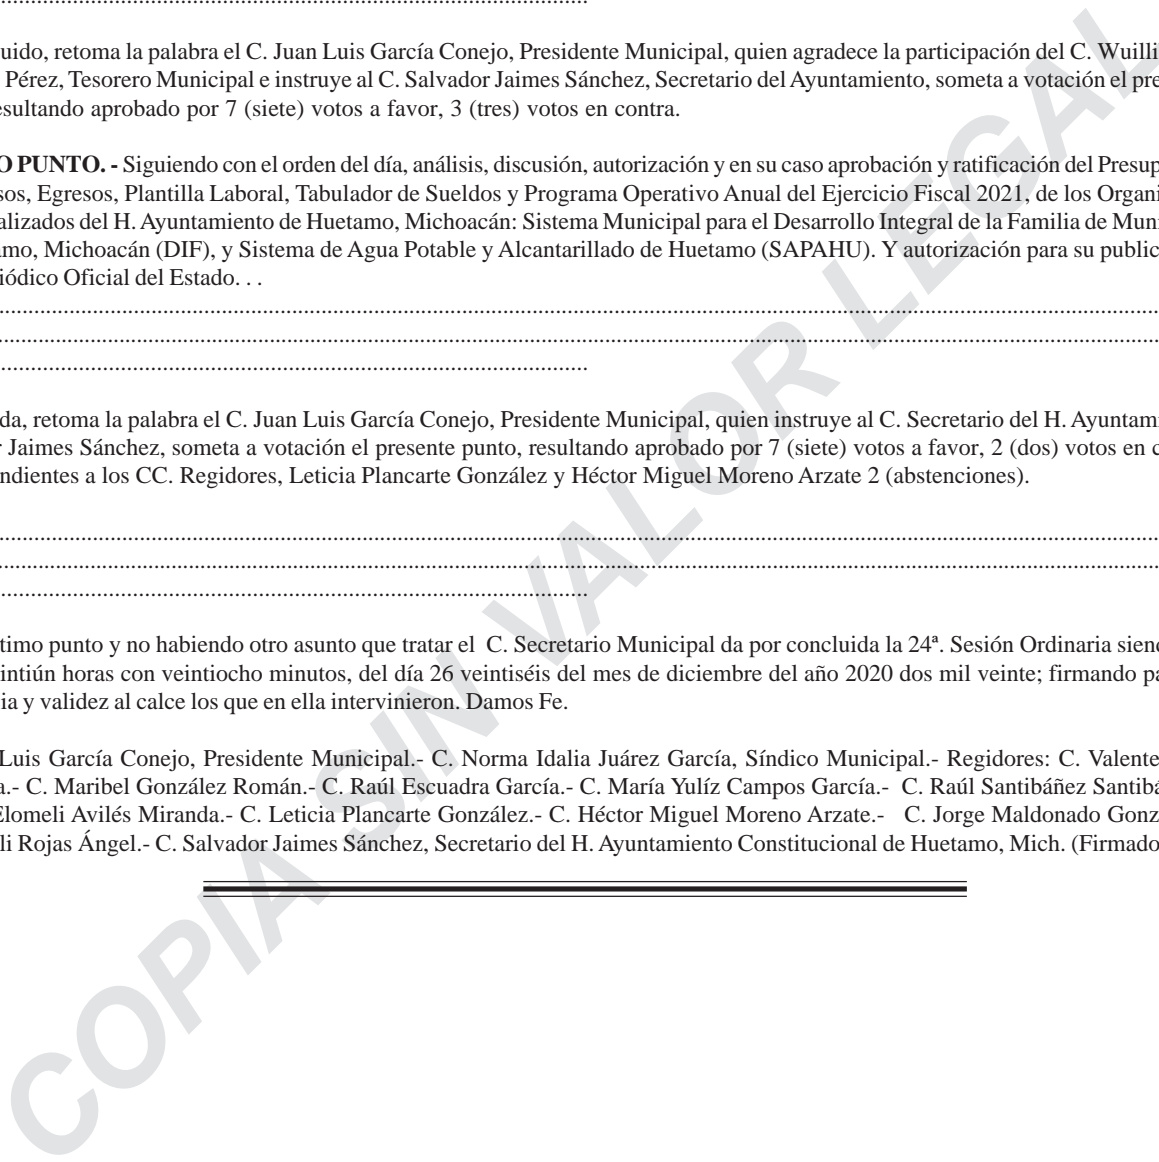 uido, retoma la palabra el C. Juan Luis García Conejo, Presidente Municipal, quien agradece la participación del C. Wuilli
Pérez, Tesorero Municipal e instruye al C. Salvador Jaimes Sánchez, Secretario del Ayuntamiento, someta a votación el pre
esultando aprobado por 7 (siete) votos a favor, 3 (tres) votos en contra.
O PUNTO. - Siguiendo con el orden del día, análisis, discusión, autorización y en su caso aprobación y ratificación del Presup
sos, Egresos, Plantilla Laboral, Tabulador de Sueldos y Programa Operativo Anual del Ejercicio Fiscal 2021, de los Organi
alizados del H. Ayuntamiento de Huetamo, Michoacán: Sistema Municipal para el Desarrollo Integral de la Familia de Mun
amo, Michoacán (DIF), y Sistema de Agua Potable y Alcantarillado de Huetamo (SAPAHU). Y autorización para su public
iódico Oficial del Estado. . .
da, retoma la palabra el C. Juan Luis García Conejo, Presidente Municipal, quien instruye al C. Secretario del H. Ayuntami
r Jaimes Sánchez, someta a votación el presente punto, resultando aprobado por 7 (siete) votos a favor, 2 (dos) votos en c
ndientes a los CC. Regidores, Leticia Plancarte González y Héctor Miguel Moreno Arzate 2 (abstenciones).
timo punto y no habiendo otro asunto que tratar el C. Secretario Municipal da por concluida la 24ª. Sesión Ordinaria siend
intiún horas con veintiocho minutos, del día 26 veintiséis del mes de diciembre del año 2020 dos mil veinte; firmando pa
ia y validez al calce los que en ella intervinieron. Damos Fe.
Luis García Conejo, Presidente Municipal.- C. Norma Idalia Juárez García, Síndico Municipal.- Regidores: C. Valente
a.- C. Maribel González Román.- C. Raúl Escuadra García.- C. María Yulíz Campos García.- C. Raúl Santibáñez Santibá
Elomeli Avilés Miranda.- C. Leticia Plancarte González.- C. Héctor Miguel Moreno Arzate.- C. Jorge Maldonado Gonz
li Rojas Ángel.- C. Salvador Jaimes Sánchez, Secretario del H. Ayuntamiento Constitucional de Huetamo, Mich. (Firmado
COPIA SIN VALOR LEGAL